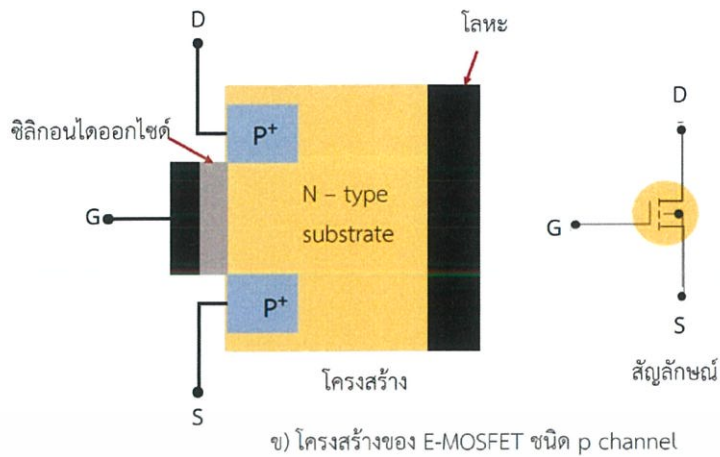 D
โลหะ
ซิลิกอนไดออกไซด์
P+
D
G
N – type
substrate
G
P+
S
S
โครงสร้าง
สัญลักษณ์
ข) โครงสร้างของ E-MOSFET ชนิด p channel